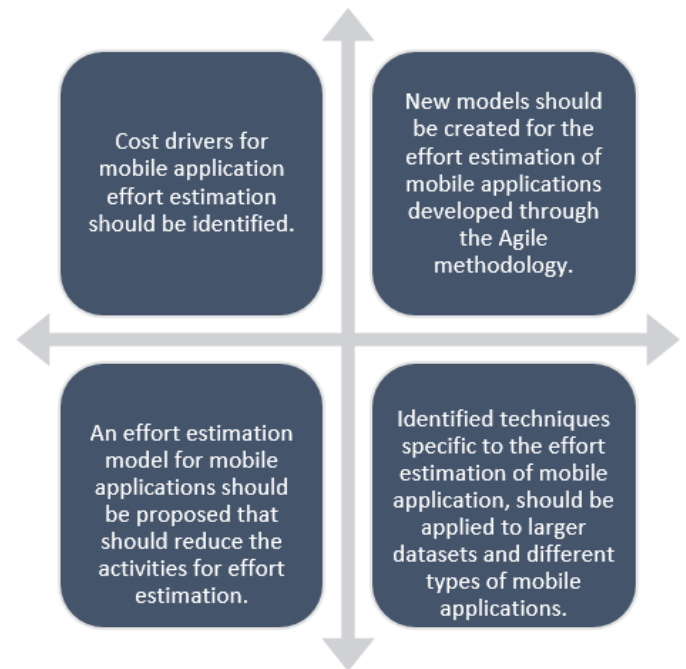 Cost drivers for
mobile application
effort estimation
should be identified.
New models should
be created for the
effort estimation of
mobile applications
developed through
the Agile
methodology.
An effort estimation
model for mobile
applications should
be proposed that
should reduce the
activities for effort
estimation.
Identified techniques
specific to the effort
estimation of mobile
application, should be
applied to larger
datasets and different
types of mobile
applications.